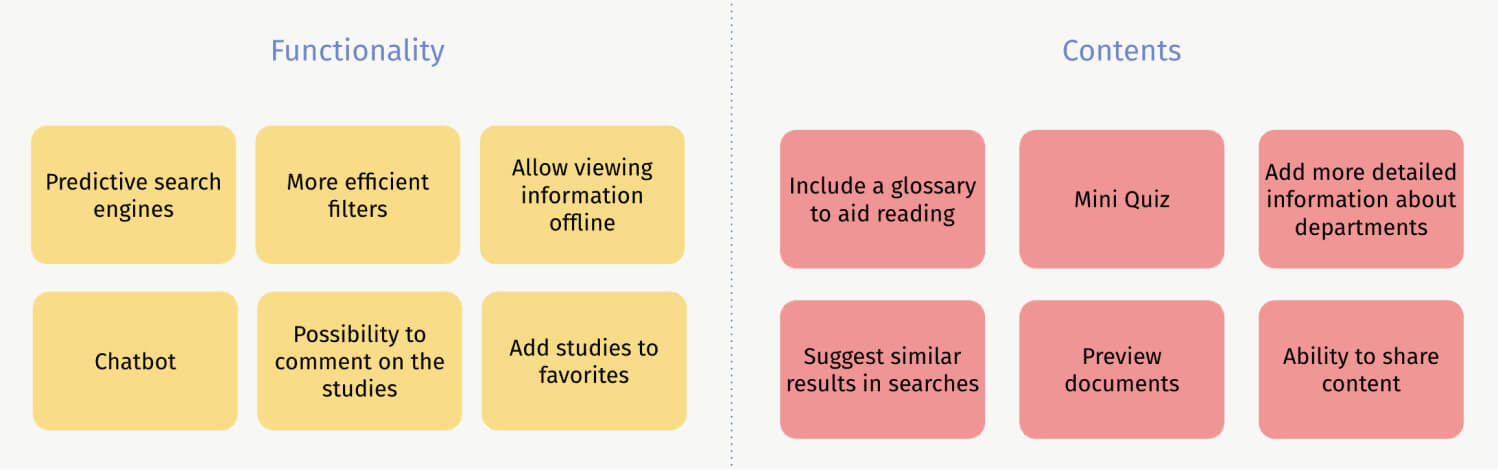 Functionality
Predictive search
engines
More efficient
filters
Allow viewing
information
offline
Chatbot
Possibility to
comment on the
studies
Add studies to
favorites
Contents
Include a glossary
to aid reading
Mini Quiz
Add more detailed
information about
departments
Suggest similar
results in searches
Preview
documents
Ability to share
content